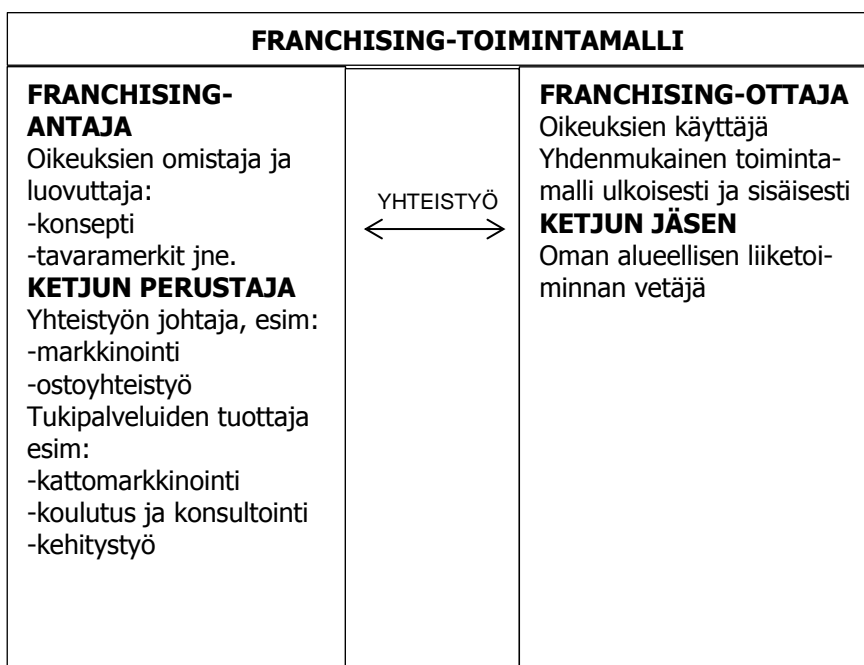 FRANCHISING-TOIMINTAMALLI
FRANCHISING-
ANTAJA
Oikeuksien omistaja ja
luovuttaja:
-konsepti
-tavaramerkit jne.
KETJUN PERUSTAJA
Yhteistyön johtaja, esim:
-markkinointi
-ostoyhteistyö
Tukipalveluiden tuottaja
esim:
-kattomarkkinointi
-koulutus ja konsultointi
-kehitystyö
YHTEISTYÖ
FRANCHISING-OTTAJA
Oikeuksien käyttäjä
Yhdenmukainen toiminta-
malli ulkoisesti ja sisäisesti
KETJUN JÄSEN
Oman alueellisen liiketoi-
minnan vetäjä